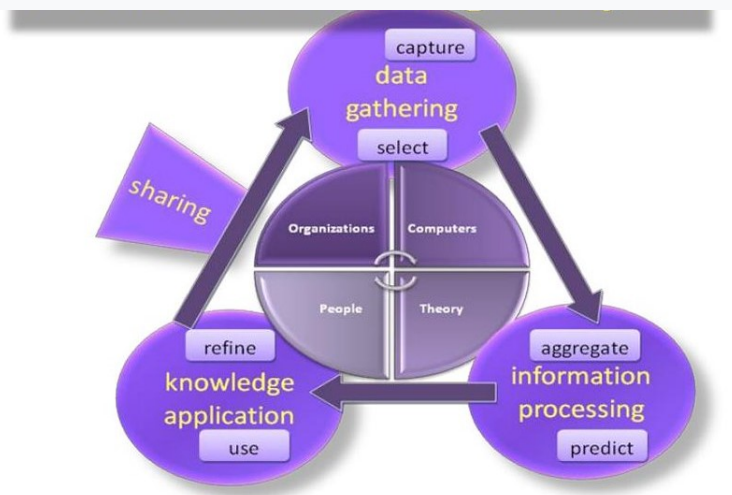 capture
data
gathering
select
sharing
Organizations
Computers
People
Theory
refine
knowledge
application
use
aggregate
information
processing
predict